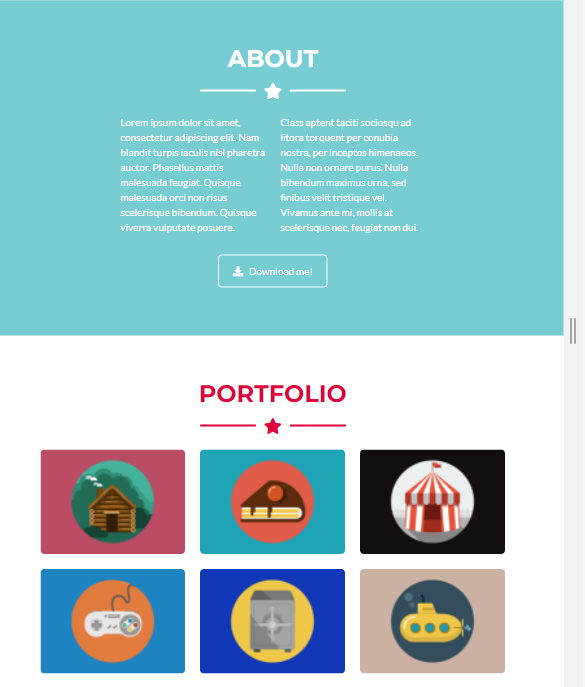 ABOUT
Lorem ipsum dolor sit amet,
consectetur adipiscing elit. Nam
blandit turpis iaculis nisl pharetra
auctor. Phasellus mattis
malesuada feugiat. Quisque
malesuada orci non risus
scelerisque bibendum. Quisque
viverra vulputate posuere.
Class aptent taciti sociosqu ad
litora torquent per conubia
nostra, per inceptos himenaeos.
Nulla non ornare purus. Nulla
bibendum maximus urna, sed
finibus velit tristique vel.
Vivamus ante mi, mollis at
scelerisque nec, feugiat non dui.
Download me!
PORTFOLIO